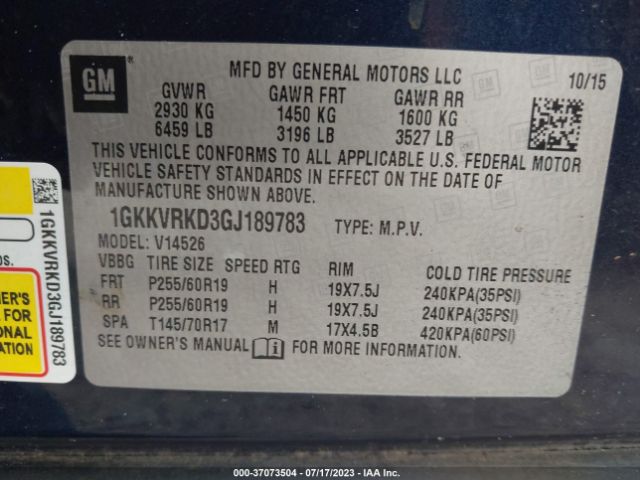 GM
MFD BY GENERAL MOTORS LLC
10/15
GVWR GAWR FRT GAWR RR
2930 KG 1450 KG 1600 KG
6459 LB 3196 LB 3527 LB
THIS VEHICLE CONFORMS TO ALL APPLICABLE U.S. FEDERAL MOTOR
VEHICLE SAFETY STANDARDS IN EFFECT ON THE DATE OF
MANUFACTURE SHOWN ABOVE.
1GKKVRKD3GJ189783 TYPE: M.P.V.
MODEL: V14526
VBBG TIRE SIZE SPEED RTG RIM COLD TIRE PRESSURE
FRT P255/60R19 H 19X7.5J 240KPA(35PSI)
RR P255/60R19 H 19X7.5J 240KPA(35PSI)
SPA T145/70R17 M 17X4.5B 420KPA(60PSI)
SEE OWNER'S MANUAL FOR MORE INFORMATION.
1GKKVRKD3GJ189783
DS.
ER'S
FOR
ONAL
ON.
#IAAI - 37073504 - / 07/17/2023 - IAA Inc.